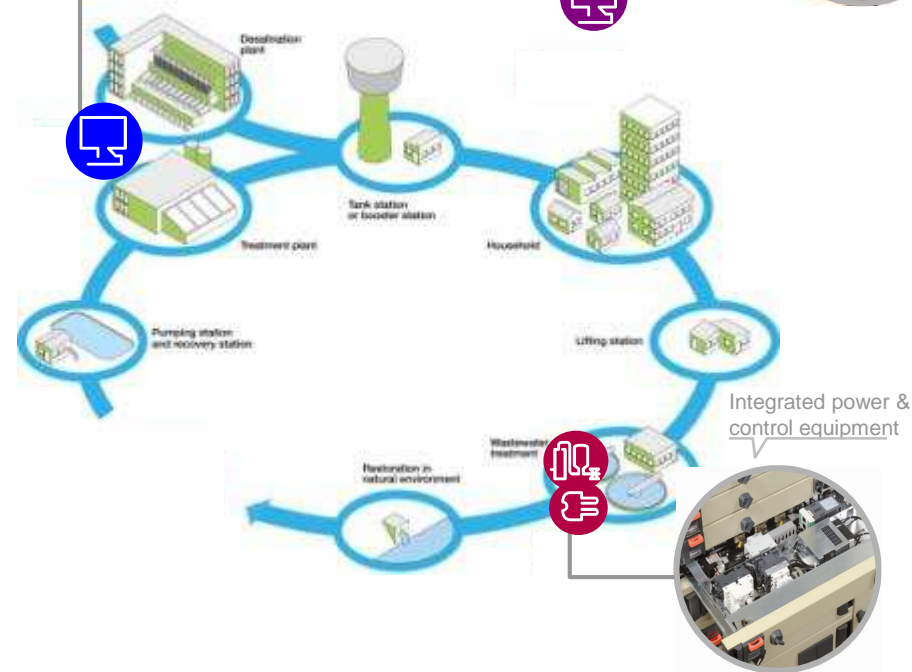 Desalination
plant
Tank station
or booster station
Treatment plant
Household
Pumping station
and recovery station
Lifting station
Integrated power &
control equipment
Wastewater
treatment
Restoration in
natural environment